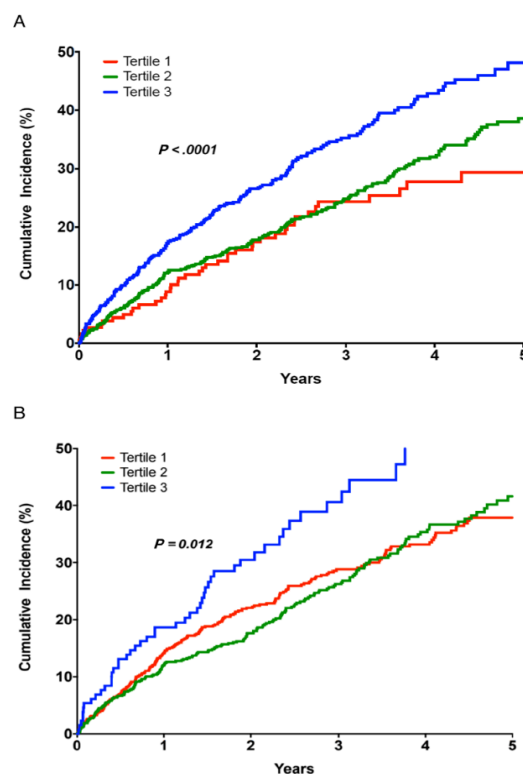 A
50
40
30
20
10
0
Cumulative Incidence (%)
Tertile 1
Tertile 2
Tertile 3
P <.0001
0 1 2 3 4 5
Years
B
50
40
30
20
10
0
Cumulative Incidence (%)
Tertile 1
Tertile 2
Tertile 3
P = 0.012
0 1 2 3 4 5
Years